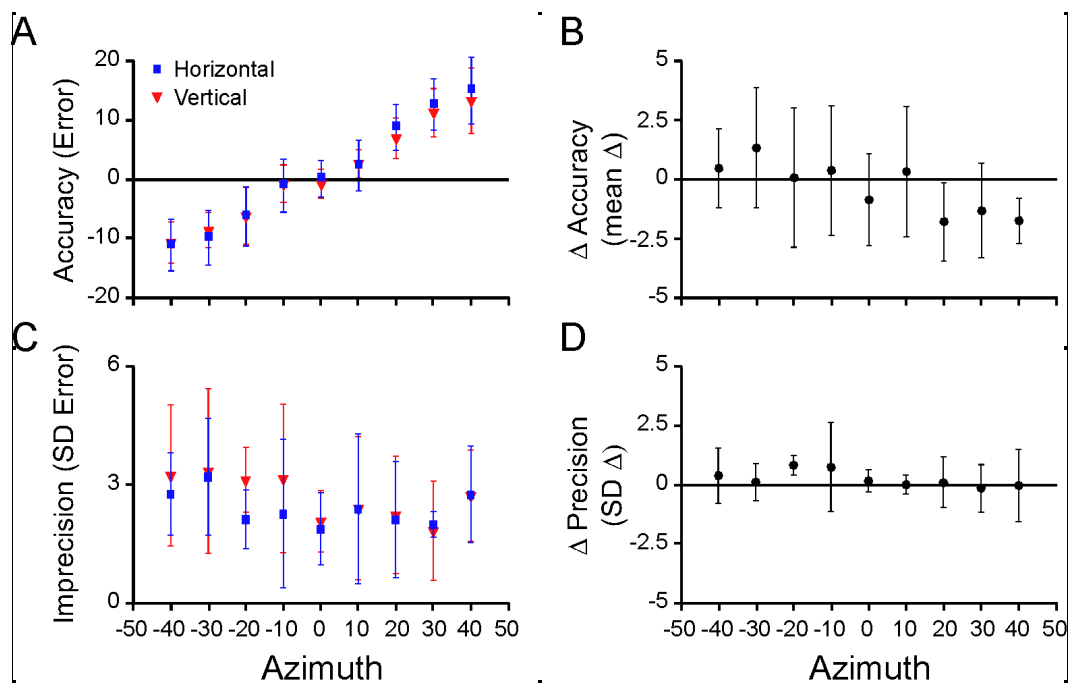 A
Accuracy (Error)
20
10
0
-10
-20
Horizontal
Vertical
B
Δ Accuracy
(mean Δ)
5
2.5
0
-2.5
-5
C
Imprecision (SD Error)
6
3
0
-50 -40 -30 -20 -10 0 10 20 30 40 50
Azimuth
D
Δ Precision
(SD Δ)
5
2.5
0
-2.5
-5
-50 -40 -30 -20 -10 0 10 20 30 40 50
Azimuth